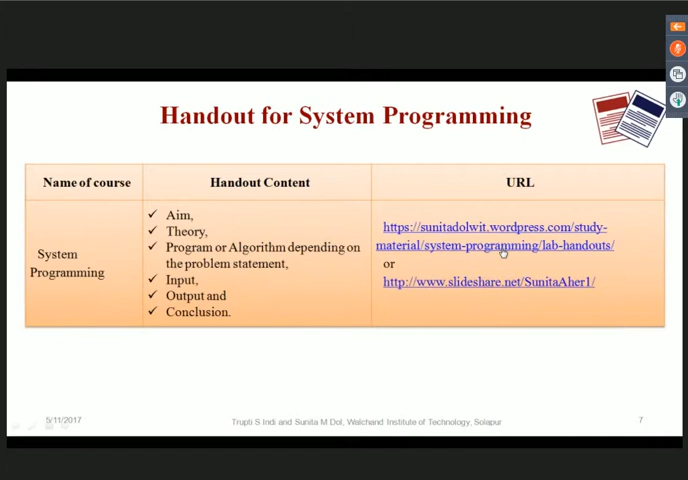 Handout for System Programming
Name of course
Handout Content
URL
System
Programming
✓ Aim,
✓ Theory,
✓ Program or Algorithm depending on
the problem statement,
✓ Input,
✓ Output and
✓ Conclusion.
https://sunitadolwit.wordpress.com/study-
material/system-programming/lab-handouts/
or
http://www.slideshare.net/SunitaAher1/
5/11/2017
Trupti S Indi and Sunita M Dol, Walchand Institute of Technology, Solapur
7